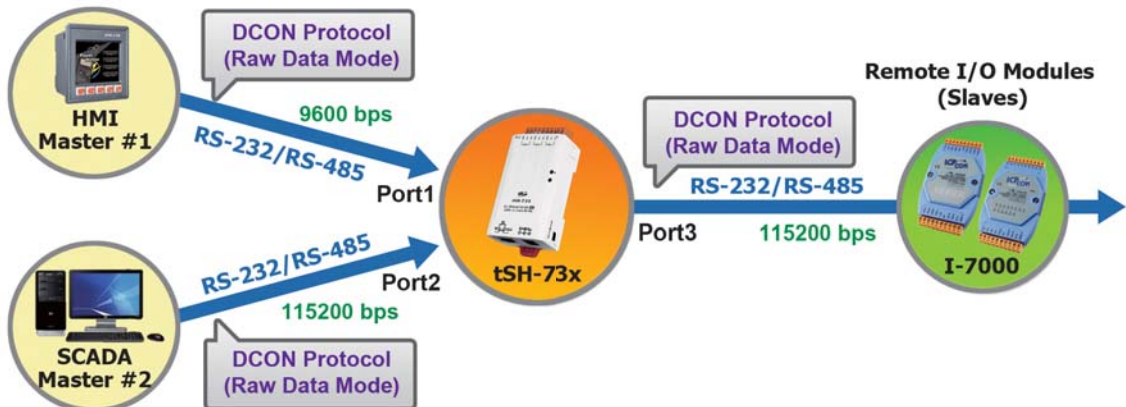 DCON Protocol
(Raw Data Mode)
HMI
Master #1
9600 bps
RS-232/RS-485
Port1
SCADA
Master #2
RS-232/RS-485
Port2
115200 bps
DCON Protocol
(Raw Data Mode)
tSH-73x
Port3
DCON Protocol
(Raw Data Mode)
RS-232/RS-485
115200 bps
Remote I/O Modules
(Slaves)
I-7000